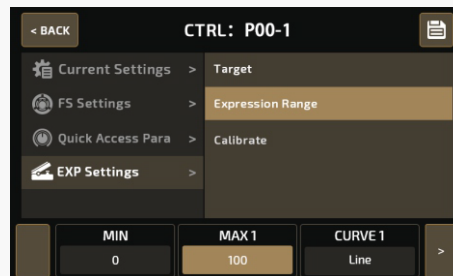 < BACK
CTRL: P00-1
Current Settings >
Target
FS Settings >
Expression Range
Quick Access Para >
Calibrate
EXP Settings >
MIN
MAX 1
CURVE 1
0
100
Line
>